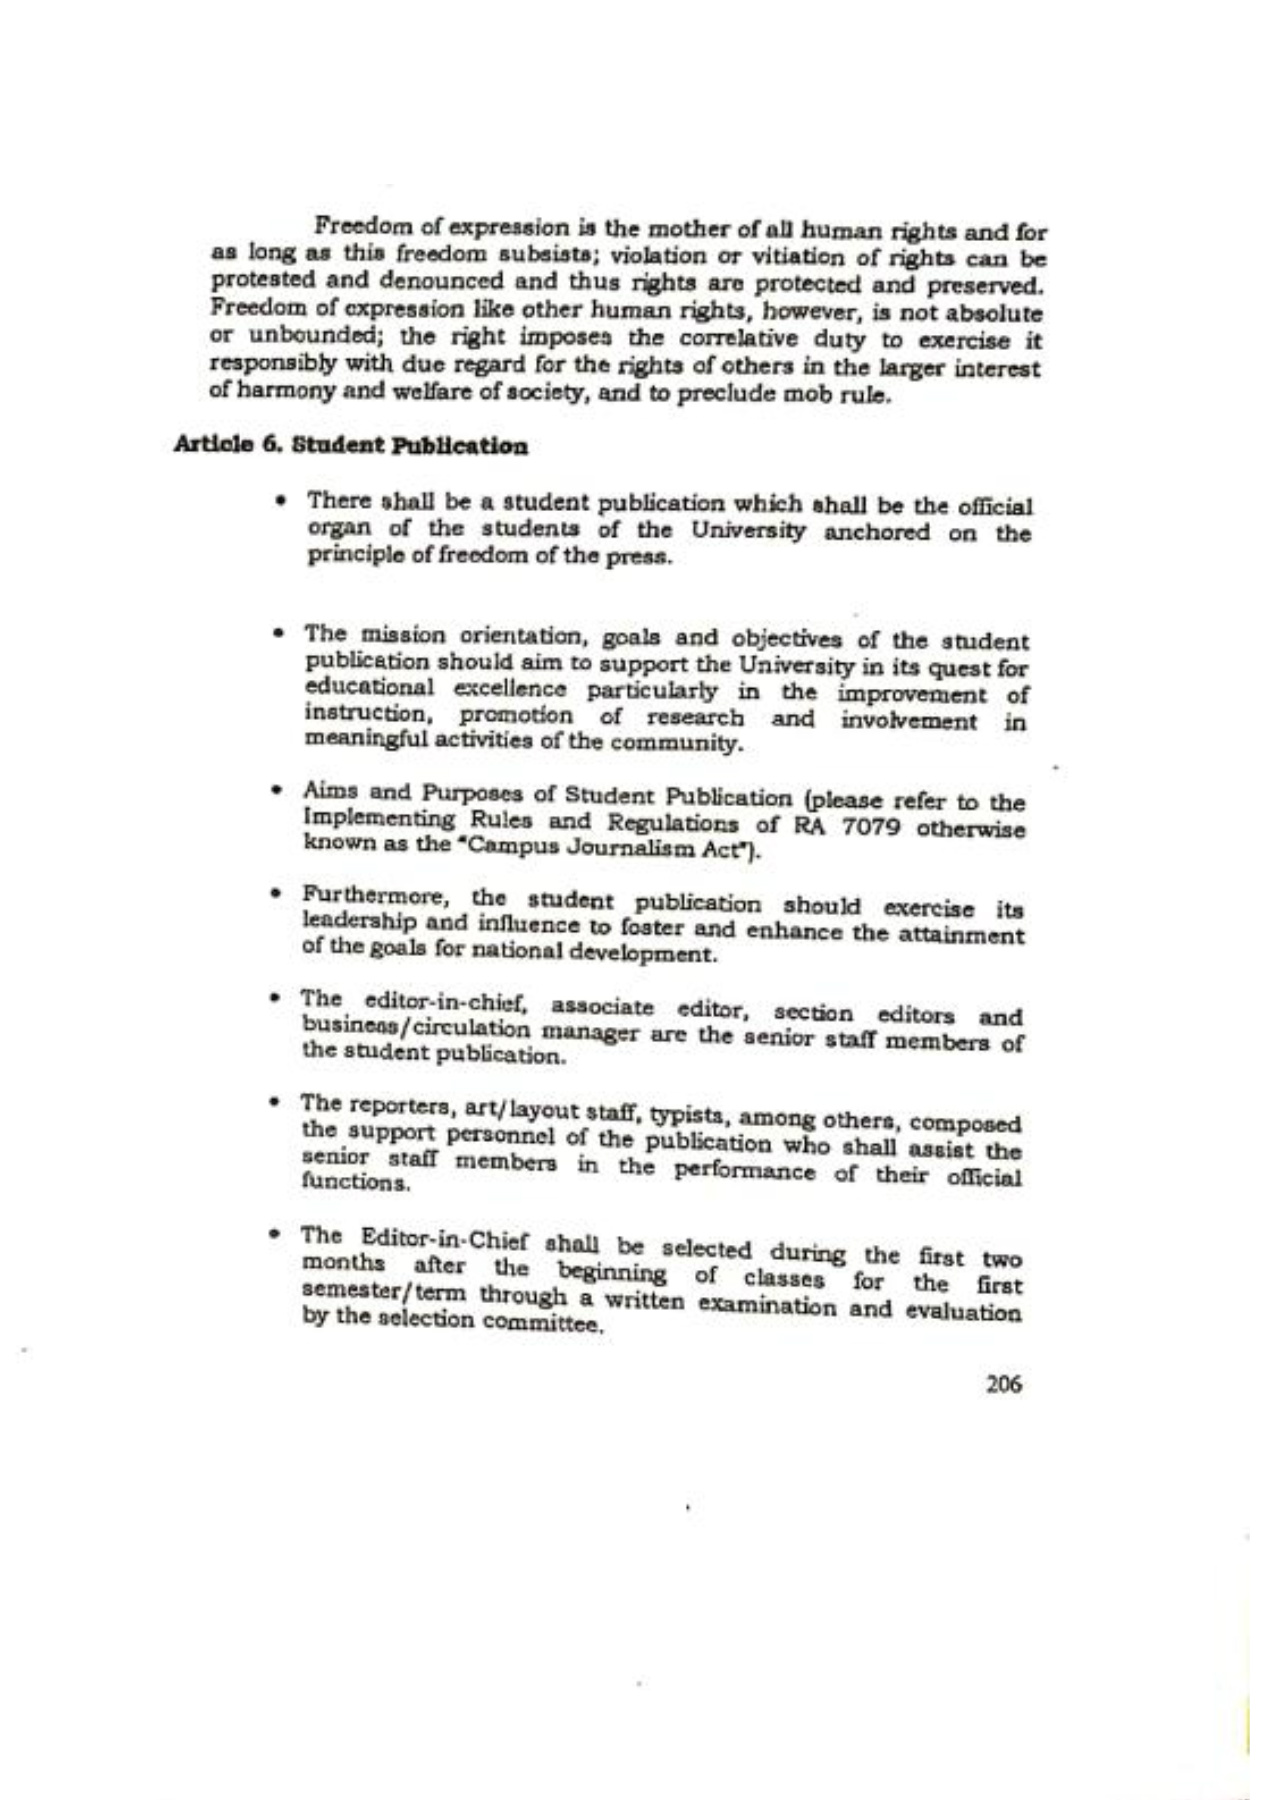 Freedom of expression is the mother of all human rights and for
as long as this freedom subsists; violation or vitiation of rights can be
protested and denounced and thus rights are protected and preserved.
Freedom of expression like other human rights, however, is not absolute
or unbounded; the right imposes the correlative duty to exercise it
responsibly with due regard for the rights of others in the larger interest
of harmony and welfare of society, and to preclude mob rule.
Article 6. Student Publication
• There shall be a student publication which shall be the official
organ of the students of the University anchored on the
principle of freedom of the press.
• The mission orientation, goals and objectives of the student
publication should aim to support the University in its quest for
educational excellence particularly in the improvement of
instruction, promotion of research and involvement in
meaningful activities of the community.
• Aims and Purposes of Student Publication (please refer to the
Implementing Rules and Regulations of RA 7079 otherwise
known as the "Campus Journalism Act").
• Furthermore, the student publication should exercise its
leadership and influence to foster and enhance the attainment
of the goals for national development.
• The editor-in-chief, associate editor, section editors and
business/circulation manager are the senior staff members of
the student publication.
• The reporters, art/layout staff, typists, among others, composed
the support personnel of the publication who shall assist the
senior staff members in the performance of their official
functions.
• The Editor-in-Chief shall be selected during the first two
months after the beginning of classes for the first
semester/term through a written examination and evaluation
by the selection committee.
206